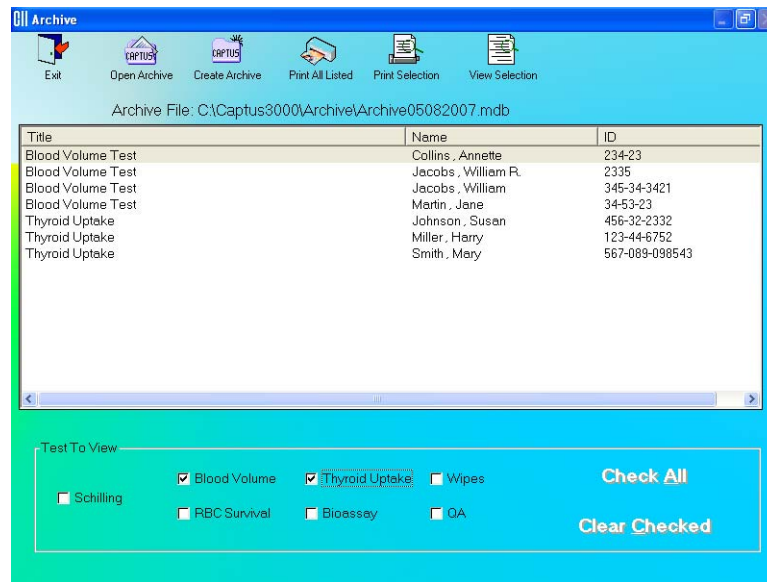 Archive
CAPTUS CAPTUS
Exit Open Archive Create Archive Print All Listed Print Selection View Selection
Archive File: C:\Captus3000\Archive\Archive05082007.mdb
Title Name ID
Blood Volume Test Collins , Annette 234-23
Blood Volume Test Jacobs , William R. 2335
Blood Volume Test Jacobs , William 345-34-3421
Blood Volume Test Martin , Jane 34-53-23
Thyroid Uptake Johnson , Susan 456-32-2332
Thyroid Uptake Miller , Harry 123-44-6752
Thyroid Uptake Smith , Mary 567-089-098543
Test To View
Blood Volume Thyroid Uptake Wipes Check All
Schilling
RBC Survival Bioassay QA Clear Checked